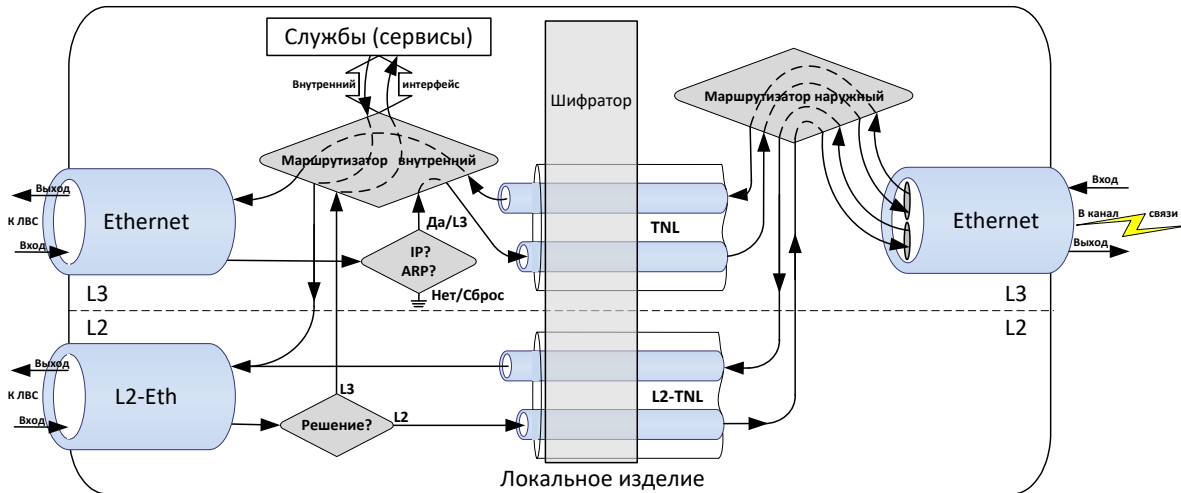 Службы (сервисы)
Внутренний интерфейс
Шифратор
Маршрутизатор наружный
Маршрутизатор внутренний
Выход
К ЛВС
Вход
Ethernet
Да/L3
IP?
ARP?
Нет/Сброс
TNL
Ethernet
Вход
В канал связи
Выход
L3
L3
L2
L2
Выход
К ЛВС
Вход
L2-Eth
L3
Решение?
L2
L2-TNL
Локальное изделие